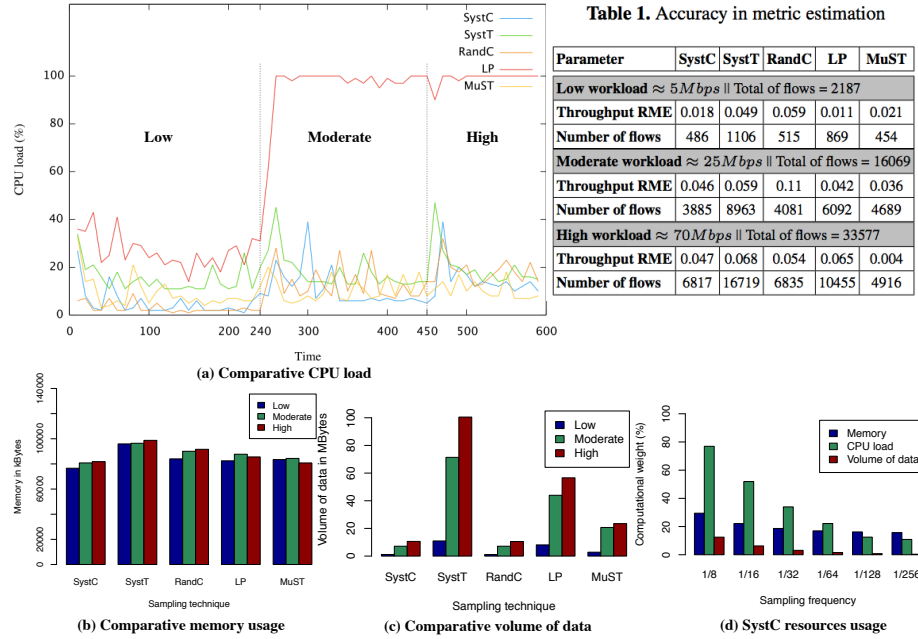 SystC
SystT
RandC
LP
MuST
100
80
60
40
20
0
CPU load (%)
Low
Moderate
High
0
100
200
240
300
400
450
500
600
Time
(a) Comparative CPU load
Table 1. Accuracy in metric estimation
Parameter SystC SystT RandC LP MuST
Low workload ≈ 5Mbps || Total of flows = 2187
Throughput RME 0.018 0.049 0.059 0.011 0.021
Number of flows 486 1106 515 869 454
Moderate workload ≈ 25Mbps || Total of flows = 16069
Throughput RME 0.046 0.059 0.11 0.042 0.036
Number of flows 3885 8963 4081 6092 4689
High workload ≈ 70Mbps || Total of flows = 33577
Throughput RME 0.047 0.068 0.054 0.065 0.004
Number of flows 6817 16719 6835 10455 4916
Memory in kBytes
0 20000 40000 60000 80000 100000 140000
Low
Moderate
High
SystC SystT RandC LP MuST
Sampling technique
(b) Comparative memory usage
Volume of data in MBytes
0 20 40 60 80 100
Low
Moderate
High
SystC SystT RandC LP MuST
Sampling technique
(c) Comparative volume of data
Computational weight (%)
0 20 40 60 80 100
Memory
CPU load
Volume of data
1/8 1/16 1/32 1/64 1/128 1/256
Sampling frequency
(d) SystC resources usage